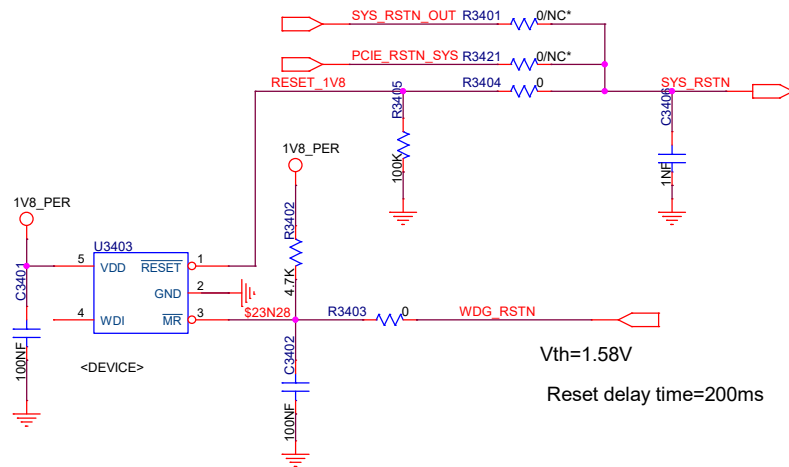 SYS_RSTN_OUT R3401 0/NC*
PCIE_RSTN_SYS R3421 0/NC*
RESET_1V8 R3404 0 SYS_RSTN
R3405
100K
C3406
1NF
1V8_PER
1V8_PER
R3402
4.7K
U3403
C3401
100NF
5 VDD RESET 1
GND 2
4 WDI MR 3
$23N28 R3403 0 WDG_RSTN
C3402
100NF
<DEVICE>
Vth=1.58V
Reset delay time=200ms